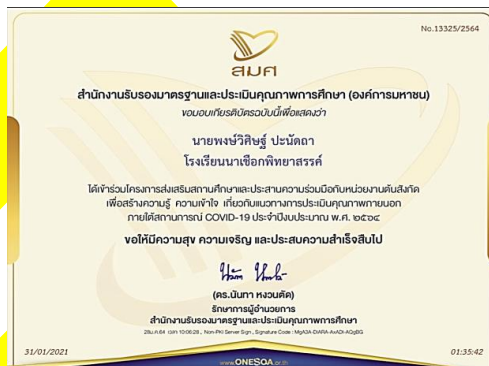 No.13325/2564
สมศ
สำนักงานรับรองมาตรฐานและประเมินคุณภาพการศึกษา (องค์การมหาชน)
ขอมอบเกียรติบัตรฉบับนี้เพื่อแสดงว่า
นายพงษ์วิศิษฐ์ ปะนัดถา
โรงเรียนนาเชือกพิทยาสรรค์
ได้เข้าร่วมโครงการส่งเสริมสถานศึกษาและประสานความร่วมมือกับหน่วยงานต้นสังกัด
เพื่อสร้างความรู้ ความเข้าใจ เกี่ยวกับแนวทางการประเมินคุณภาพภายนอก
ภายใต้สถานการณ์ COVID-19 ประจำปีงบประมาณ พ.ศ. ๒๕๖๔
ขอให้มีความสุข ความเจริญ และประสบความสำเร็จสืบไป
(ดร.นันทา หงวนตัด)
รักษาการผู้อำนวยการ
สำนักงานรับรองมาตรฐานและประเมินคุณภาพการศึกษา
Non-PKI Server Sign, Signature Code :
31/01/2021
www.ONESQA.or.th
01:35:42